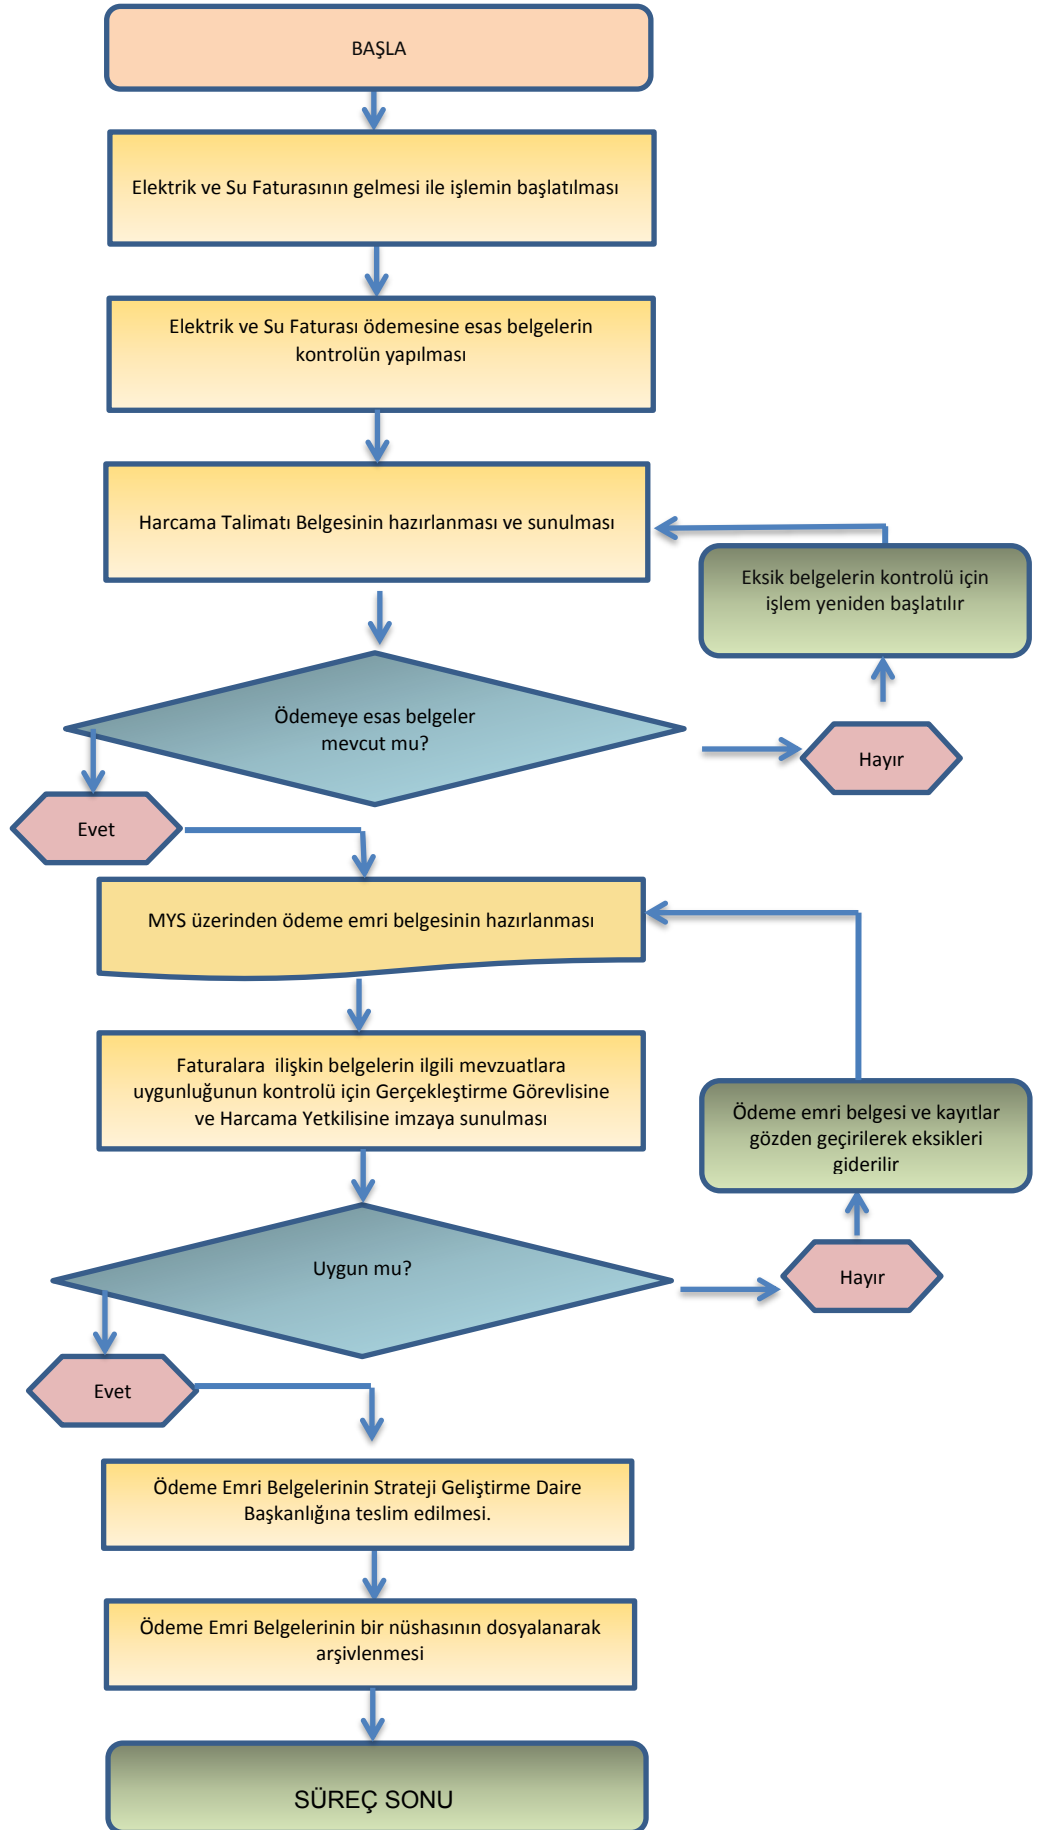 BAŞLA
Elektrik ve Su Faturasının gelmesi ile işlemin başlatılması
Elektrik ve Su Faturası ödemesine esas belgelerin
kontrolün yapılması
Harcama Talimatı Belgesinin hazırlanması ve sunulması
Eksik belgelerin kontrolü için
işlem yeniden başlatılır
Ödemeye esas belgeler
mevcut mu?
Hayır
Evet
MYS üzerinden ödeme emri belgesinin hazırlanması
Faturalara ilişkin belgelerin ilgili mevzuatlara
uygunluğunun kontrolü için Gerçekleştirme Görevlisine
ve Harcama Yetkilisine imzaya sunulması
Ödeme emri belgesi ve kayıtlar
gözden geçirilerek eksikleri
giderilir
Uygun mu?
Hayır
Evet
Ödeme Emri Belgelerinin Strateji Geliştirme Daire
Başkanlığına teslim edilmesi.
Ödeme Emri Belgelerinin bir nüshasının dosyalanarak
arşivlenmesi
SÜREÇ SONU